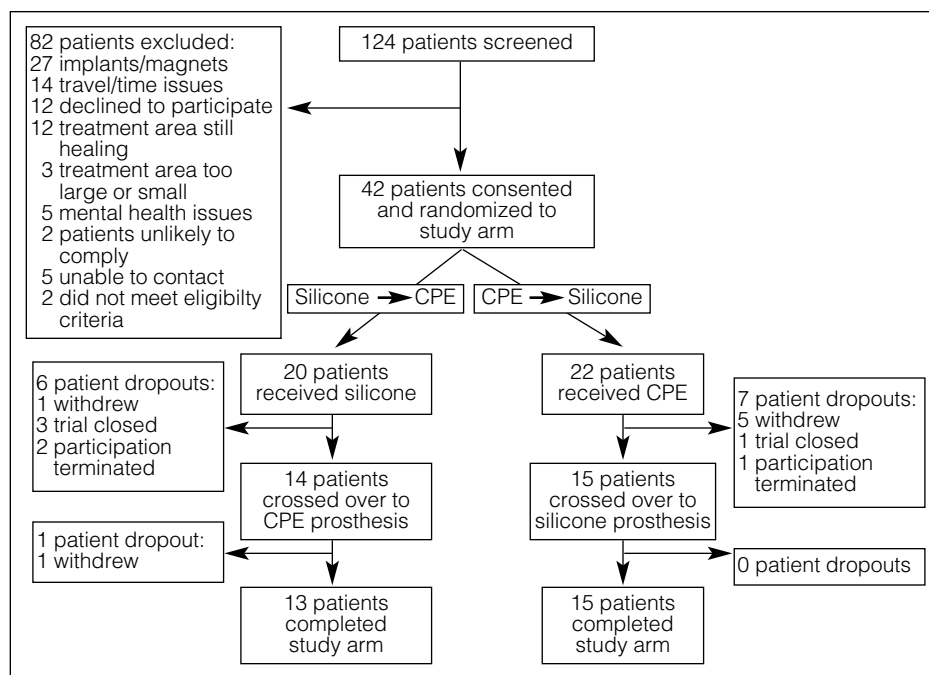 82 patients excluded:
27 implants/magnets
14 travel/time issues
12 declined to participate
12 treatment area still
healing
3 treatment area too
large or small
5 mental health issues
2 patients unlikely to
comply
5 unable to contact
2 did not meet eligibilty
criteria
124 patients screened
42 patients consented
and randomized to
study arm
Silicone → CPE
CPE → Silicone
20 patients
received silicone
22 patients
received CPE
6 patient dropouts:
1 withdrew
3 trial closed
2 participation
terminated
7 patient dropouts:
5 withdrew
1 trial closed
1 participation
terminated
14 patients
crossed over to
CPE prosthesis
15 patients
crossed over to
silicone prosthesis
1 patient dropout:
1 withdrew
0 patient dropouts
13 patients
completed
study arm
15 patients
completed
study arm